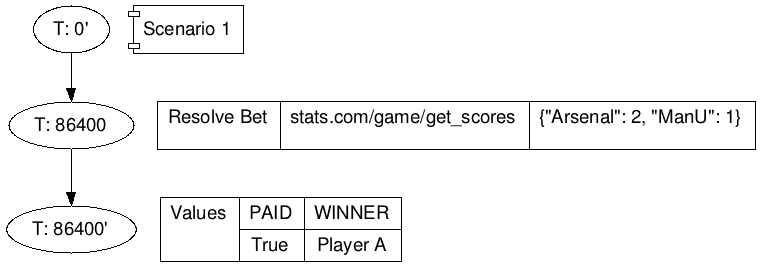 T: 0'
Scenario 1
T: 86400
Resolve Bet
stats.com/game/get_scores
{"Arsenal": 2, "ManU": 1}
T: 86400'
Values
PAID
WINNER
True
Player A